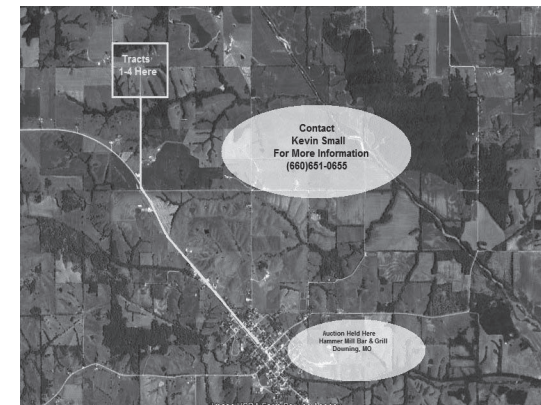 Tracts
1-4 Here
Contact
Kevin Small
For More Information
(660)651-0655
Auction Held Here
Hammer Mill Bar & Grill
Downing, MO